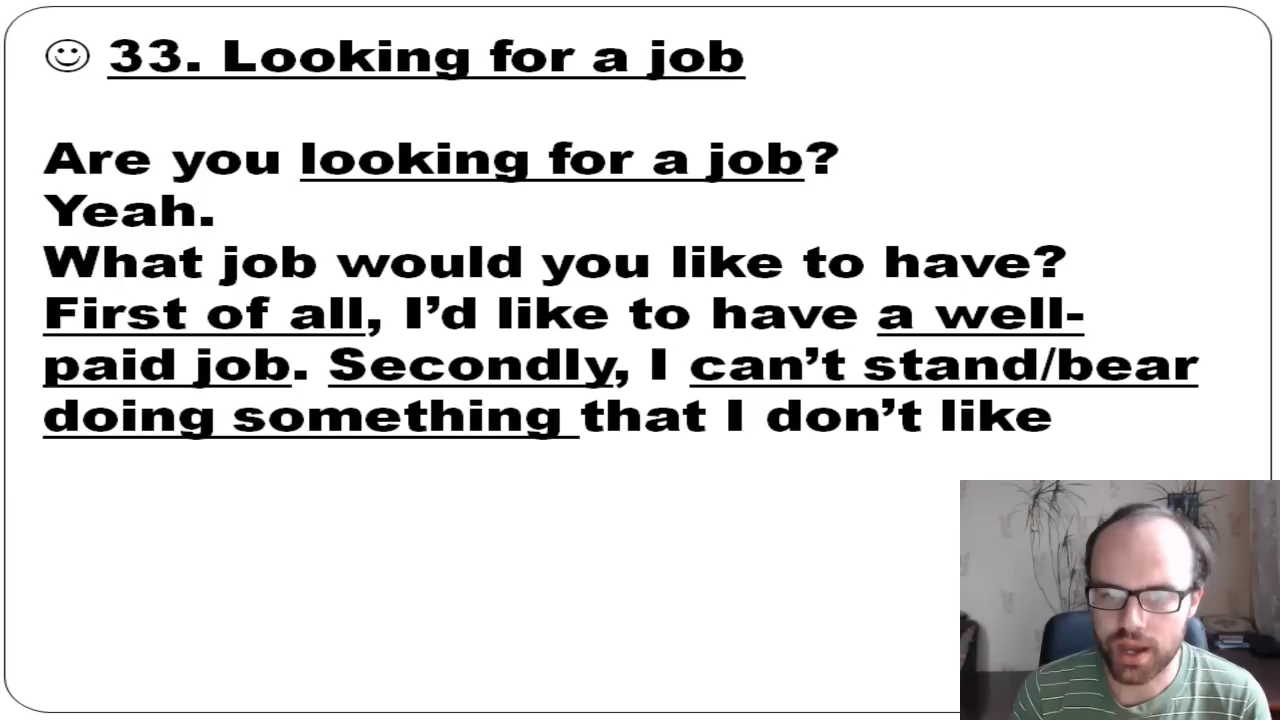 ☺ 33. Looking for a job
Are you looking for a job?
Yeah.
What job would you like to have?
First of all, I’d like to have a well-
paid job. Secondly, I can’t stand/bear
doing something that I don’t like